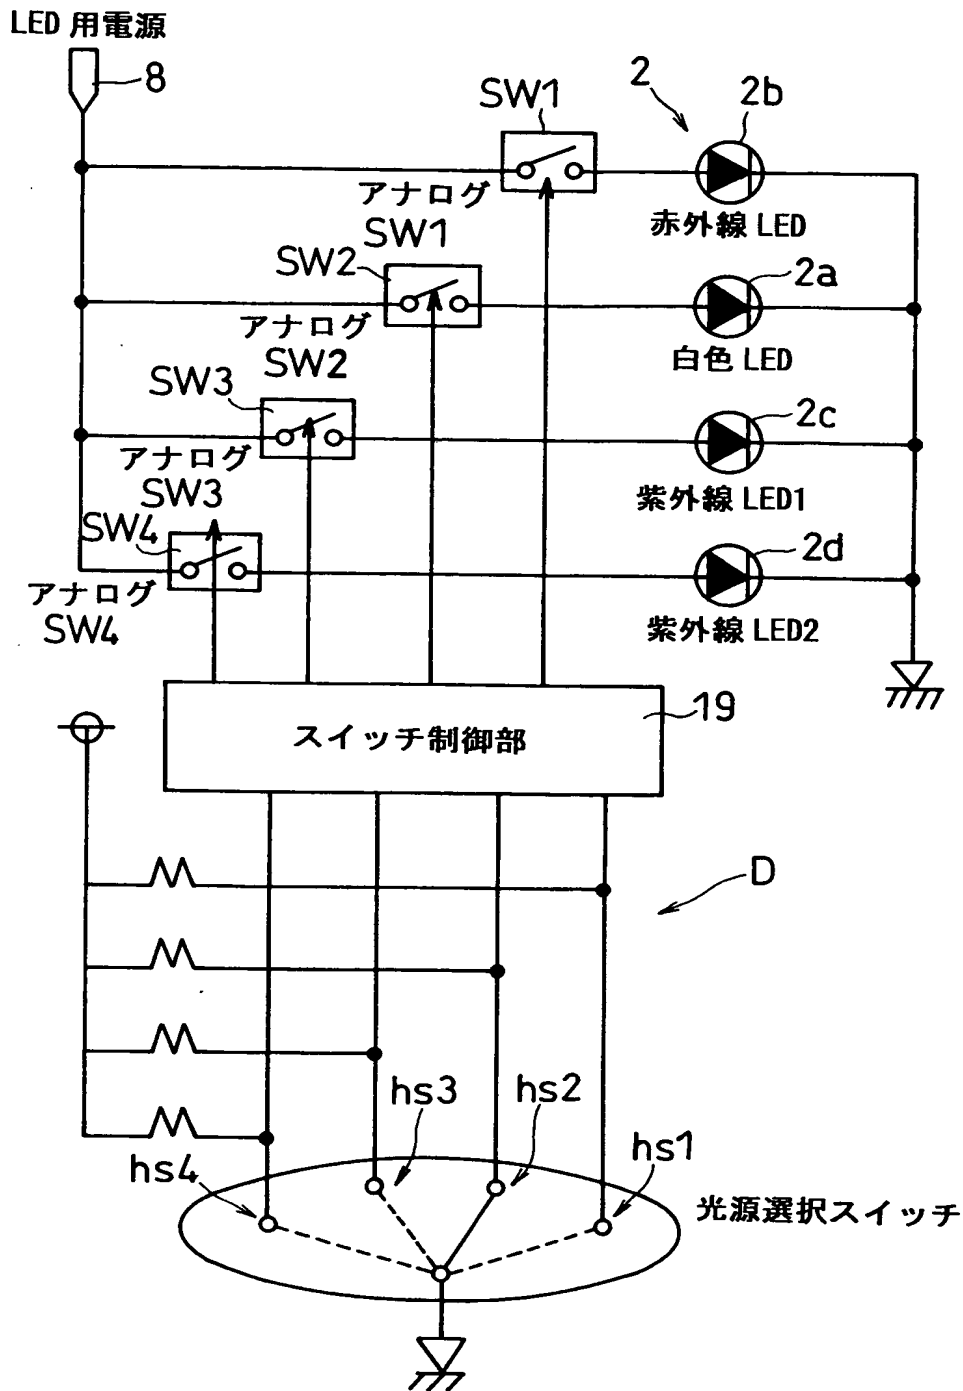 LED 用電源
8
SW1
2
2b
アナログ
SW1
赤外線 LED
SW2
2a
アナログ
SW2
白色 LED
SW3
2c
アナログ
SW3
紫外線 LED1
SW4
2d
アナログ
SW4
紫外線 LED2
19
スイッチ制御部
D
hs3
hs2
hs1
hs4
光源選択スイッチ